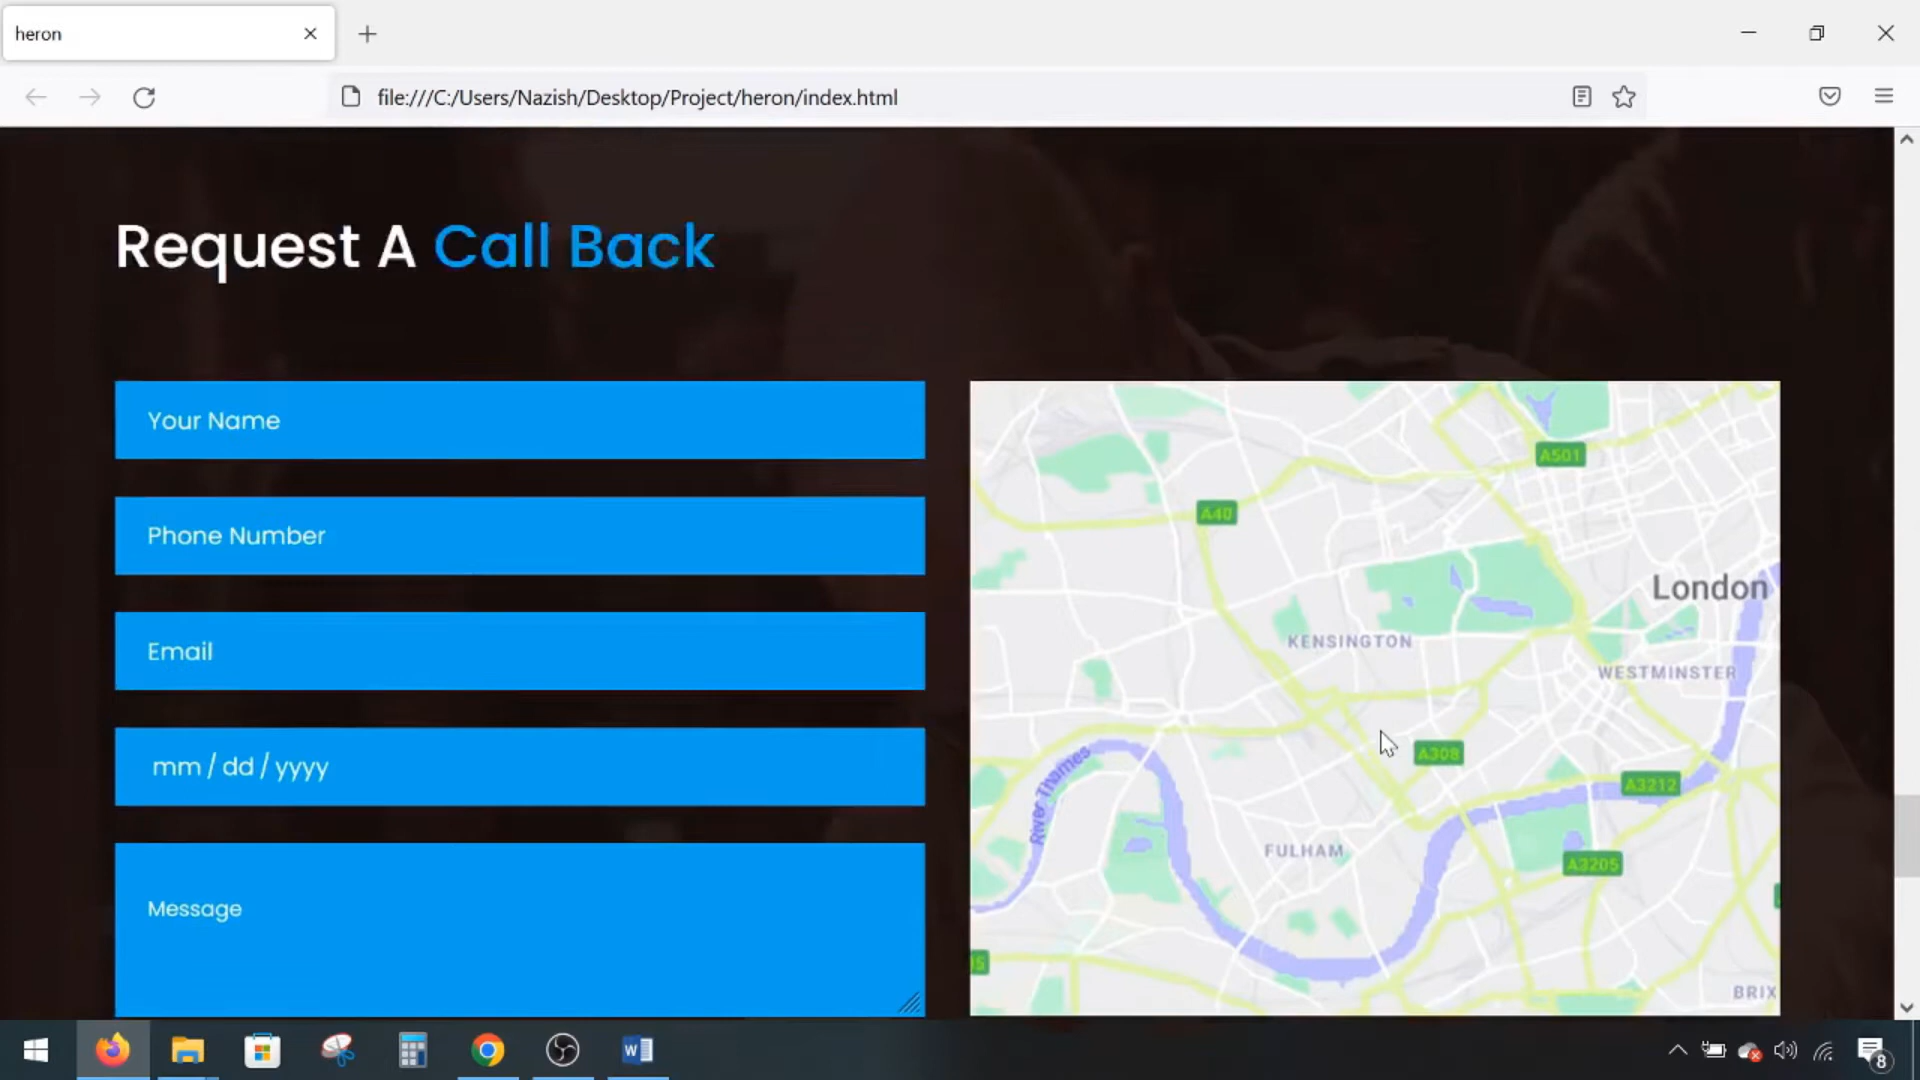 heron
file:///C:/Users/Nazish/Desktop/Project/heron/index.html
Request A Call Back
Your Name
Phone Number
Email
mm / dd / yyyy
Message
A501
A40
London
KENSINGTON
WESTMINSTER
A308
A3212
River Thames
FULHAM
A3205
BRIX
8